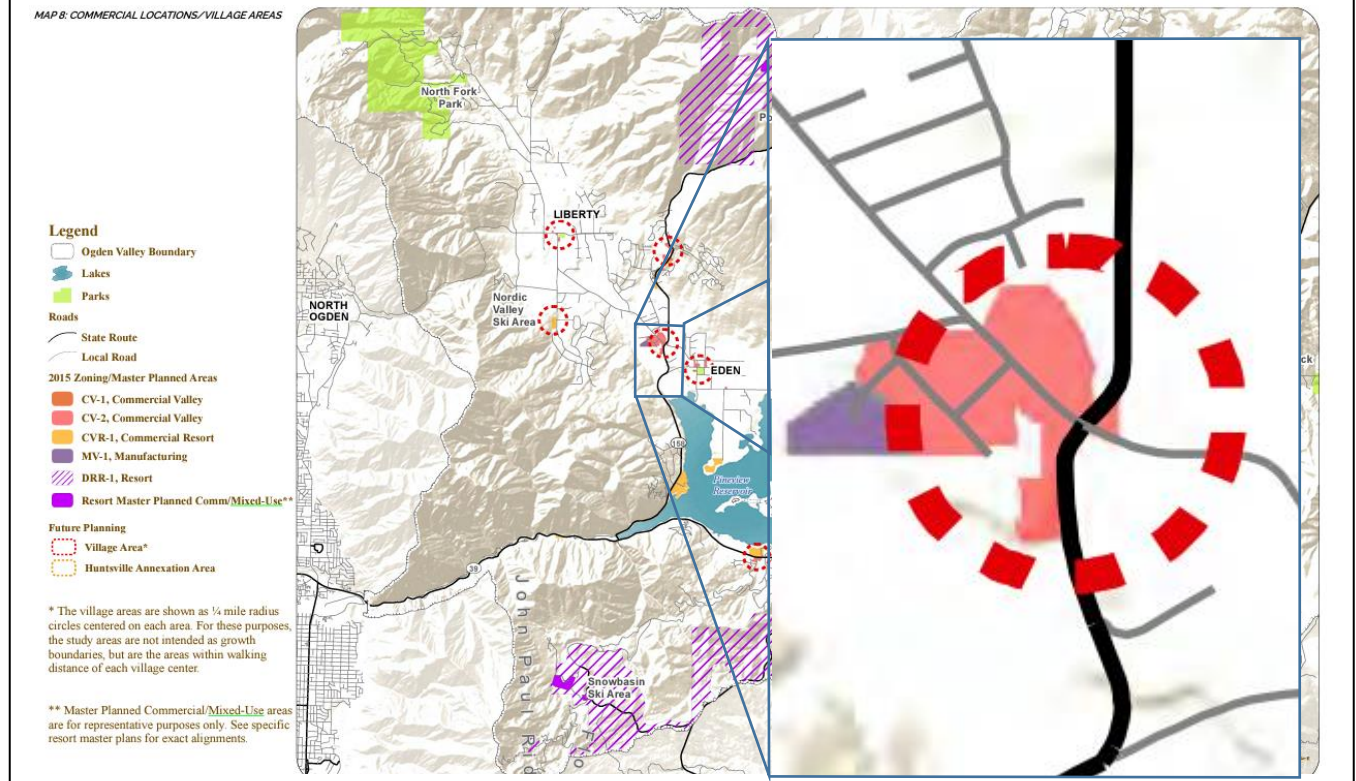 MAP 8: COMMERCIAL LOCATIONS/VILLAGE AREAS
North Fork
Park
Po
LIBERTY
Legend
Ogden Valley Boundary
Lakes
Parks
Roads
State Route
Local Road
2015 Zoning/Master Planned Areas
CV-1, Commercial Valley
CV-2, Commercial Valley
CVR-1, Commercial Resort
MV-1, Manufacturing
DRR-1, Resort
Resort Master Planned Comm/Mixed-Use**
Future Planning
Village Area*
Huntsville Annexation Area
* The village areas are shown as ¼ mile radius
circles centered on each area. For these purposes,
the study areas are not intended as growth
boundaries, but are the areas within walking
distance of each village center.
** Master Planned Commercial/Mixed-Use areas
are for representative purposes only. See specific
resort master plans for exact alignments.
NORTH
OGDEN
Nordic
Valley
Ski Area
EDEN
ck
158
Pineview
Reservoir
39
John Paul Rid
Snowbasin
Ski Area